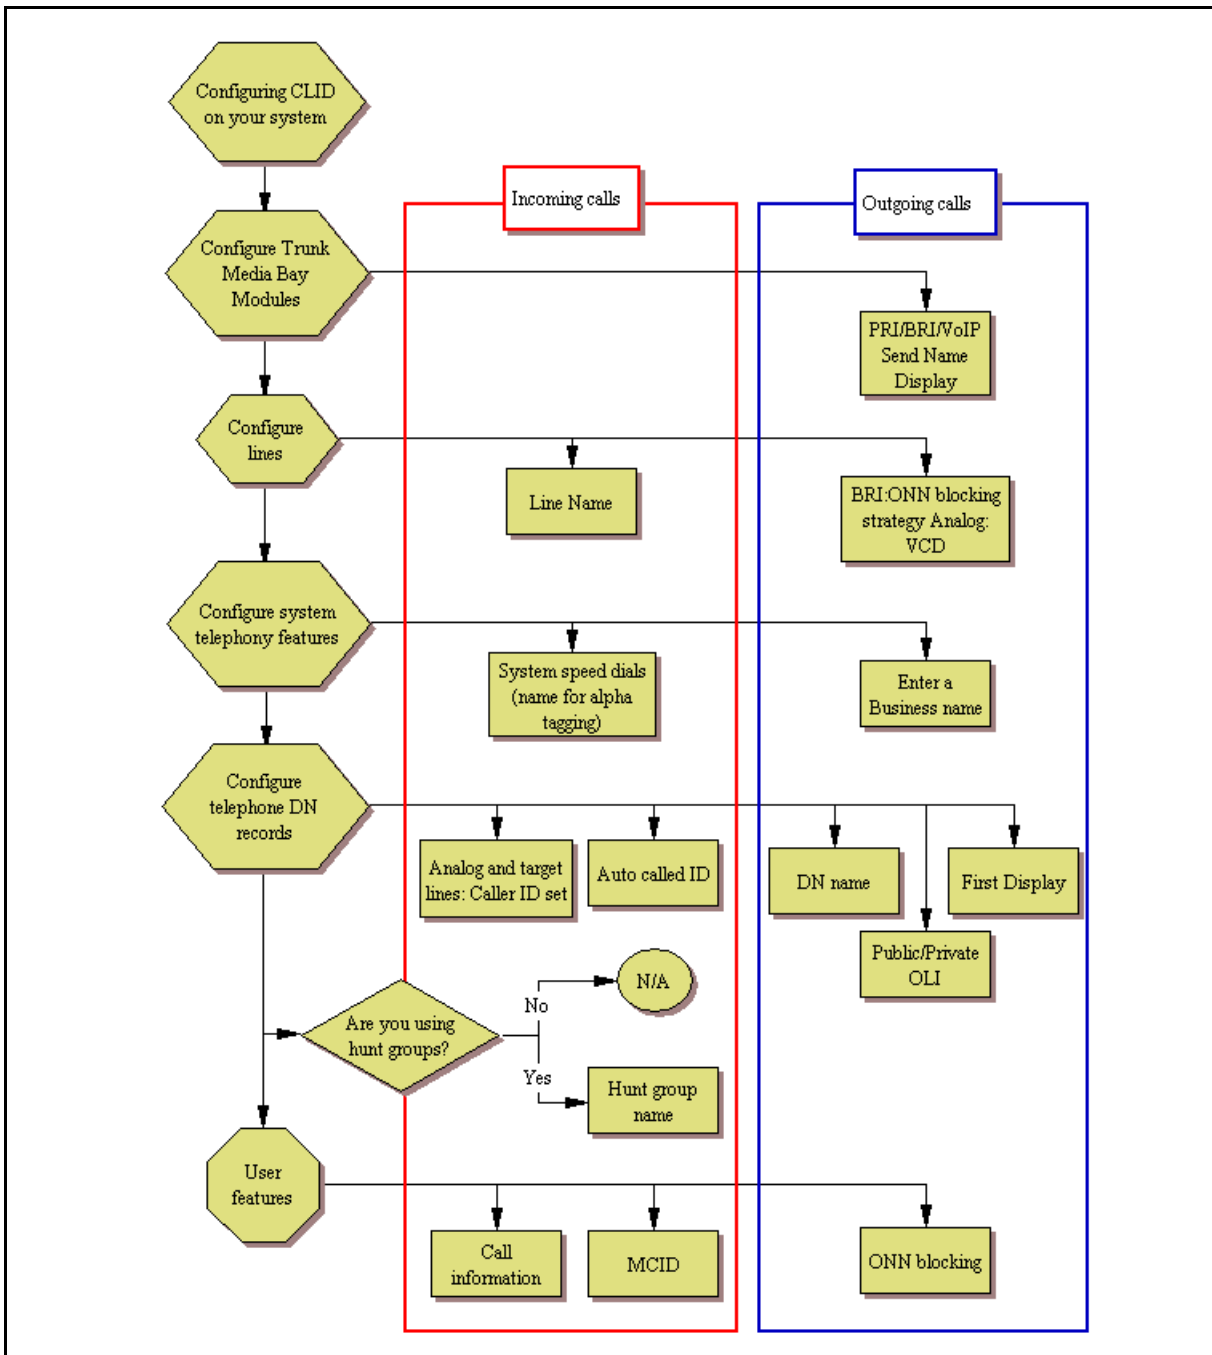 Configuring CLID
on your system
Incoming calls
Outgoing calls
Configure Trunk
Media Bay
Modules
PRI/BRI/VoIP
Send Name
Display
Configure
lines
Line Name
BRI:ONN blocking
strategy Analog:
VCD
Configure system
telephony features
System speed dials
(name for alpha
tagging)
Enter a
Business name
Configure
telephone DN
records
Analog and target
lines: Caller ID set
Auto called ID
DN name
First Display
Public/Private
OLI
Are you using
hunt groups?
No
N/A
Yes
Hunt group
name
User
features
Call
information
MCID
ONN blocking